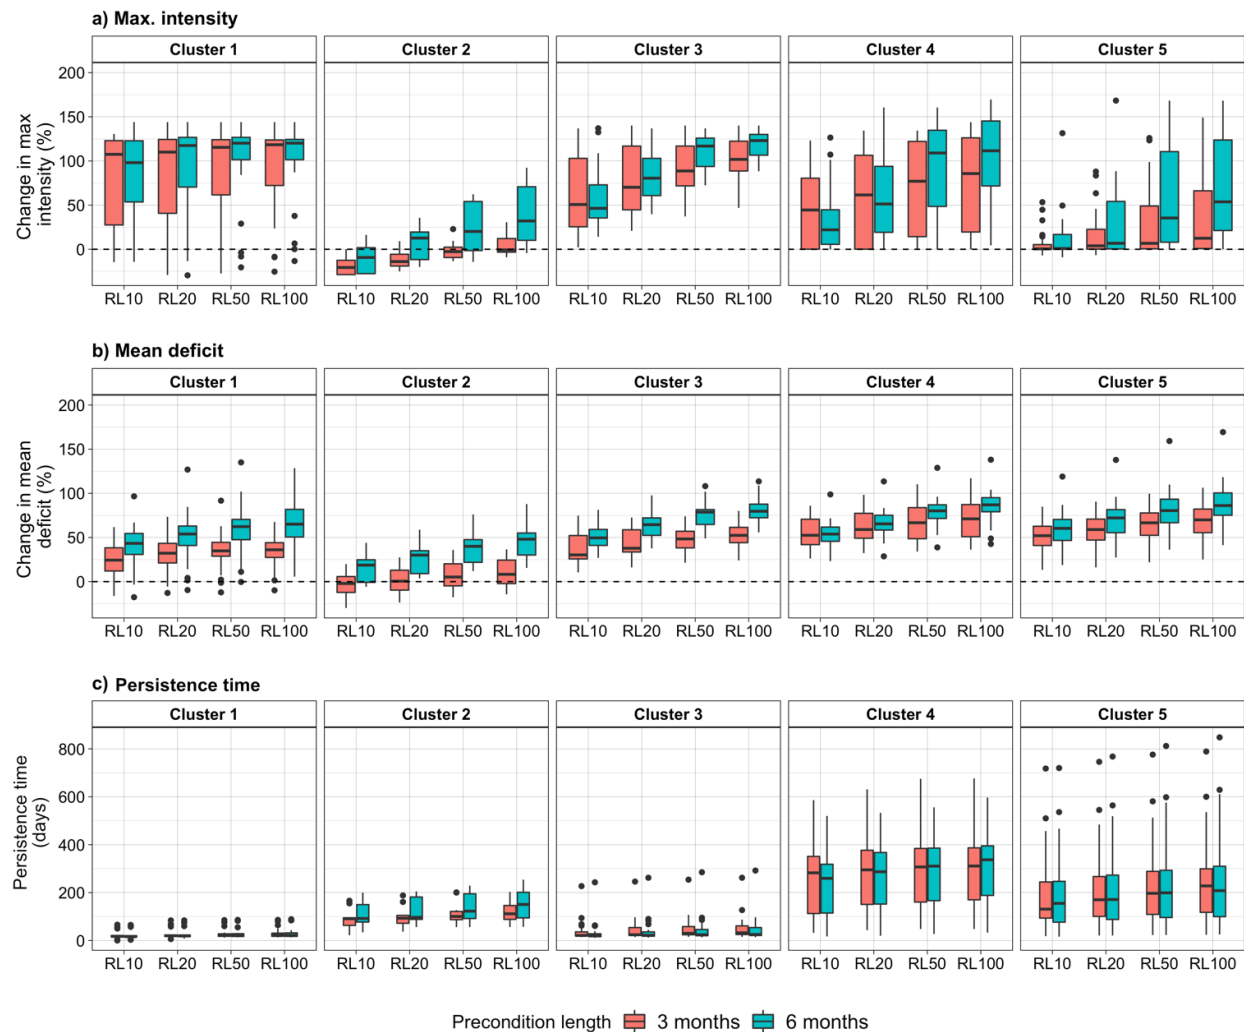 a) Max. intensity
Cluster 1 Cluster 2 Cluster 3 Cluster 4 Cluster 5
Change in max
intensity (%)
200
150
100
50
0
RL10 RL20 RL50 RL100 RL10 RL20 RL50 RL100 RL10 RL20 RL50 RL100 RL10 RL20 RL50 RL100 RL10 RL20 RL50 RL100
b) Mean deficit
Cluster 1 Cluster 2 Cluster 3 Cluster 4 Cluster 5
Change in mean
deficit (%)
200
150
100
50
0
RL10 RL20 RL50 RL100 RL10 RL20 RL50 RL100 RL10 RL20 RL50 RL100 RL10 RL20 RL50 RL100 RL10 RL20 RL50 RL100
c) Persistence time
Cluster 1 Cluster 2 Cluster 3 Cluster 4 Cluster 5
Persistence time
(days)
800
600
400
200
0
RL10 RL20 RL50 RL100 RL10 RL20 RL50 RL100 RL10 RL20 RL50 RL100 RL10 RL20 RL50 RL100 RL10 RL20 RL50 RL100
Precondition length 3 months 6 months